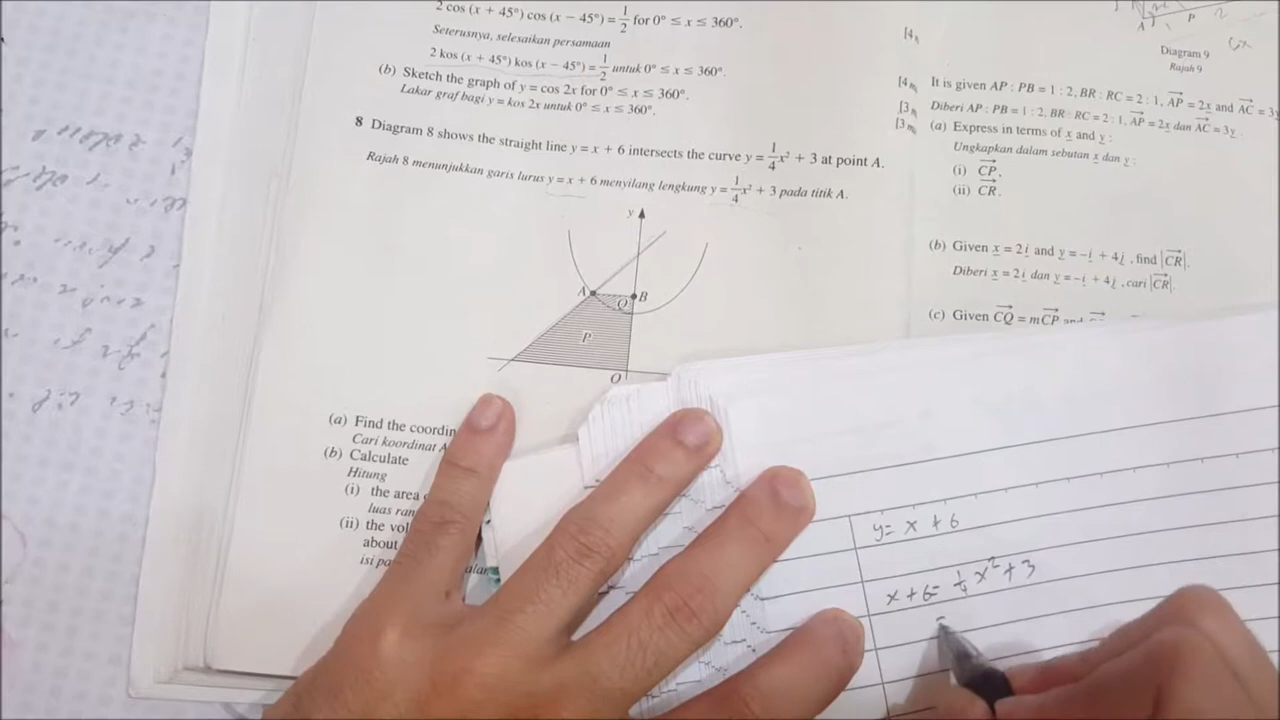 2 cos (x + 45°) cos (x − 45°) = 1/2 for 0° ≤ x ≤ 360°.
Seterusnya, selesaikan persamaan
2 kos (x + 45°) kos (x − 45°) = 1/2 untuk 0° ≤ x ≤ 360°.
(b) Sketch the graph of y = cos 2x for 0° ≤ x ≤ 360°.
Lakar graf bagi y = kos 2x untuk 0° ≤ x ≤ 360°.
8 Diagram 8 shows the straight line y = x + 6 intersects the curve y = 1/4 x² + 3 at point A.
Rajah 8 menunjukkan garis lurus y = x + 6 menyilang lengkung y = 1/4 x² + 3 pada titik A.
y
A
Q
B
P
O
(a) Find the
Cari koordinat A
(b) Calculate
Hitung
(i) the area
(ii) the
about
[4
[4
[3
[3
A
P
Diagram 9
Rajah 9
It is given AP : PB = 1 : 2, BR : RC = 2 : 1, AP = 2x and AC = 3y
Diberi AP : PB = 1 : 2, BR : RC = 2 : 1, AP = 2x dan AC = 3y.
(a) Express in terms of x and y :
Ungkapkan dalam sebutan x dan y :
(i) CP.
(ii) CR.
(b) Given x = 2i and y = −i + 4j , find |CR|.
Diberi x = 2i dan y = −i + 4j , cari |CR|.
(c) Given CQ = mCP
y = x + 6
x + 6 = 1/4 x² + 3
=